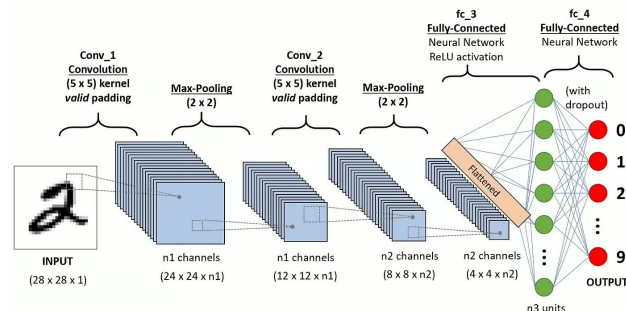 Conv_1
Convolution
(5 x 5) kernel
valid padding
Max-Pooling
(2 x 2)
Conv_2
Convolution
(5 x 5) kernel
valid padding
Max-Pooling
(2 x 2)
fc_3
Fully-Connected
Neural Network
ReLU activation
fc_4
Fully-Connected
Neural Network
(with
dropout)
2
INPUT
(28 x 28 x 1)
n1 channels
(24 x 24 x n1)
n1 channels
(12 x 12 x n1)
n2 channels
(8 x 8 x n2)
n2 channels
(4 x 4 x n2)
Flattened
n3 units
0
1
2
9
OUTPUT